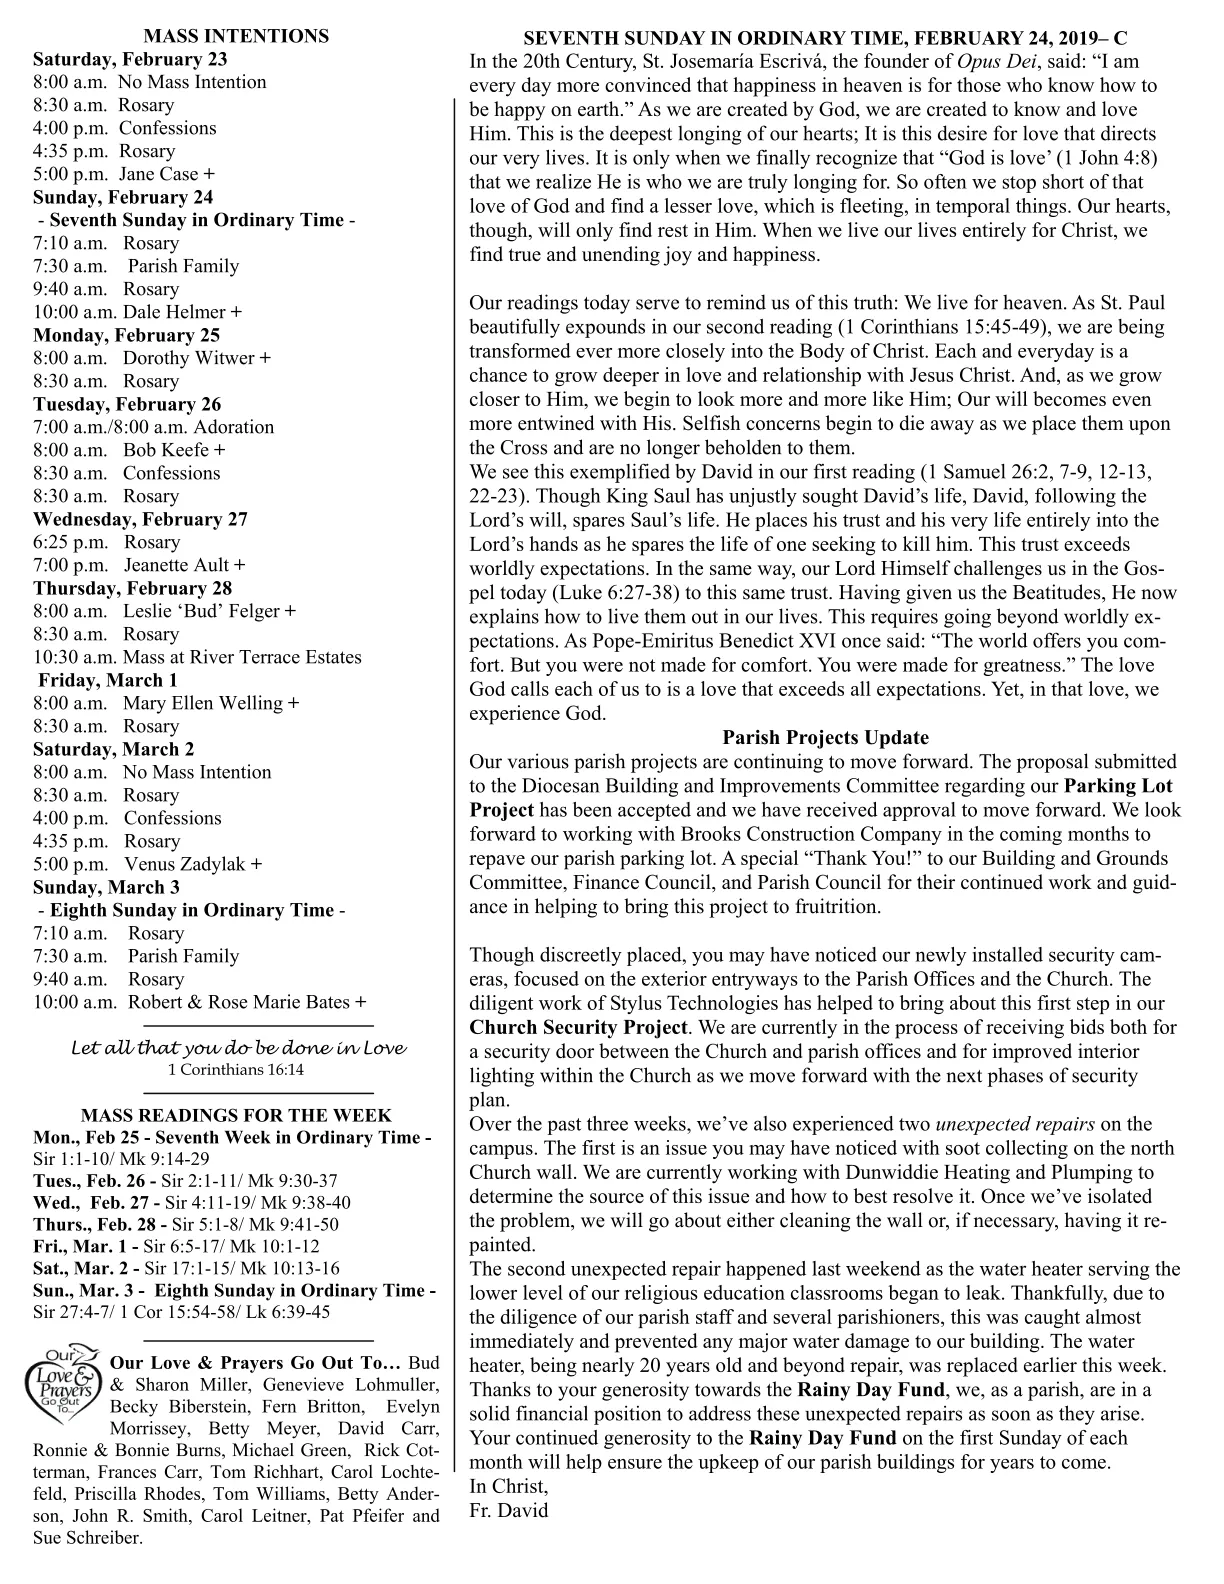 MASS INTENTIONS
Saturday, February 23
8:00 a.m. No Mass Intention
8:30 a.m. Rosary
4:00 p.m. Confessions
4:35 p.m. Rosary
5:00 p.m. Jane Case +
Sunday, February 24
- Seventh Sunday in Ordinary Time -
7:10 a.m. Rosary
7:30 a.m. Parish Family
9:40 a.m. Rosary
10:00 a.m. Dale Helmer +
Monday, February 25
8:00 a.m. Dorothy Witwer +
8:30 a.m. Rosary
Tuesday, February 26
7:00 a.m./8:00 a.m. Adoration
8:00 a.m. Bob Keefe +
8:30 a.m. Confessions
8:30 a.m. Rosary
Wednesday, February 27
6:25 p.m. Rosary
7:00 p.m. Jeanette Ault +
Thursday, February 28
8:00 a.m. Leslie ‘Bud’ Felger +
8:30 a.m. Rosary
10:30 a.m. Mass at River Terrace Estates
Friday, March 1
8:00 a.m. Mary Ellen Welling +
8:30 a.m. Rosary
Saturday, March 2
8:00 a.m. No Mass Intention
8:30 a.m. Rosary
4:00 p.m. Confessions
4:35 p.m. Rosary
5:00 p.m. Venus Zadylak +
Sunday, March 3
- Eighth Sunday in Ordinary Time -
7:10 a.m. Rosary
7:30 a.m. Parish Family
9:40 a.m. Rosary
10:00 a.m. Robert & Rose Marie Bates +
Let all that you do be done in Love
1 Corinthians 16:14
MASS READINGS FOR THE WEEK
Mon., Feb 25 - Seventh Week in Ordinary Time -
Sir 1:1-10/ Mk 9:14-29
Tues., Feb. 26 - Sir 2:1-11/ Mk 9:30-37
Wed., Feb. 27 - Sir 4:11-19/ Mk 9:38-40
Thurs., Feb. 28 - Sir 5:1-8/ Mk 9:41-50
Fri., Mar. 1 - Sir 6:5-17/ Mk 10:1-12
Sat., Mar. 2 - Sir 17:1-15/ Mk 10:13-16
Sun., Mar. 3 - Eighth Sunday in Ordinary Time -
Sir 27:4-7/ 1 Cor 15:54-58/ Lk 6:39-45
Our
Love &
Prayers
Go Out
To...
Our Love & Prayers Go Out To… Bud
& Sharon Miller, Genevieve Lohmuller,
Becky Biberstein, Fern Britton, Evelyn
Morrissey, Betty Meyer, David Carr,
Ronnie & Bonnie Burns, Michael Green, Rick Cot-
terman, Frances Carr, Tom Richhart, Carol Lochte-
feld, Priscilla Rhodes, Tom Williams, Betty Ander-
son, John R. Smith, Carol Leitner, Pat Pfeifer and
Sue Schreiber.
SEVENTH SUNDAY IN ORDINARY TIME, FEBRUARY 24, 2019– C
In the 20th Century, St. Josemaría Escrivá, the founder of Opus Dei, said: “I am
every day more convinced that happiness in heaven is for those who know how to
be happy on earth.” As we are created by God, we are created to know and love
Him. This is the deepest longing of our hearts; It is this desire for love that directs
our very lives. It is only when we finally recognize that “God is love’ (1 John 4:8)
that we realize He is who we are truly longing for. So often we stop short of that
love of God and find a lesser love, which is fleeting, in temporal things. Our hearts,
though, will only find rest in Him. When we live our lives entirely for Christ, we
find true and unending joy and happiness.
Our readings today serve to remind us of this truth: We live for heaven. As St. Paul
beautifully expounds in our second reading (1 Corinthians 15:45-49), we are being
transformed ever more closely into the Body of Christ. Each and everyday is a
chance to grow deeper in love and relationship with Jesus Christ. And, as we grow
closer to Him, we begin to look more and more like Him; Our will becomes even
more entwined with His. Selfish concerns begin to die away as we place them upon
the Cross and are no longer beholden to them.
We see this exemplified by David in our first reading (1 Samuel 26:2, 7-9, 12-13,
22-23). Though King Saul has unjustly sought David’s life, David, following the
Lord’s will, spares Saul’s life. He places his trust and his very life entirely into the
Lord’s hands as he spares the life of one seeking to kill him. This trust exceeds
worldly expectations. In the same way, our Lord Himself challenges us in the Gos-
pel today (Luke 6:27-38) to this same trust. Having given us the Beatitudes, He now
explains how to live them out in our lives. This requires going beyond worldly ex-
pectations. As Pope-Emiritus Benedict XVI once said: “The world offers you com-
fort. But you were not made for comfort. You were made for greatness.” The love
God calls each of us to is a love that exceeds all expectations. Yet, in that love, we
experience God.
Parish Projects Update
Our various parish projects are continuing to move forward. The proposal submitted
to the Diocesan Building and Improvements Committee regarding our Parking Lot
Project has been accepted and we have received approval to move forward. We look
forward to working with Brooks Construction Company in the coming months to
repave our parish parking lot. A special “Thank You!” to our Building and Grounds
Committee, Finance Council, and Parish Council for their continued work and guid-
ance in helping to bring this project to fruitrition.
Though discreetly placed, you may have noticed our newly installed security cam-
eras, focused on the exterior entryways to the Parish Offices and the Church. The
diligent work of Stylus Technologies has helped to bring about this first step in our
Church Security Project. We are currently in the process of receiving bids both for
a security door between the Church and parish offices and for improved interior
lighting within the Church as we move forward with the next phases of security
plan.
Over the past three weeks, we’ve also experienced two unexpected repairs on the
campus. The first is an issue you may have noticed with soot collecting on the north
Church wall. We are currently working with Dunwiddie Heating and Plumping to
determine the source of this issue and how to best resolve it. Once we’ve isolated
the problem, we will go about either cleaning the wall or, if necessary, having it re-
painted.
The second unexpected repair happened last weekend as the water heater serving the
lower level of our religious education classrooms began to leak. Thankfully, due to
the diligence of our parish staff and several parishioners, this was caught almost
immediately and prevented any major water damage to our building. The water
heater, being nearly 20 years old and beyond repair, was replaced earlier this week.
Thanks to your generosity towards the Rainy Day Fund, we, as a parish, are in a
solid financial position to address these unexpected repairs as soon as they arise.
Your continued generosity to the Rainy Day Fund on the first Sunday of each
month will help ensure the upkeep of our parish buildings for years to come.
In Christ,
Fr. David